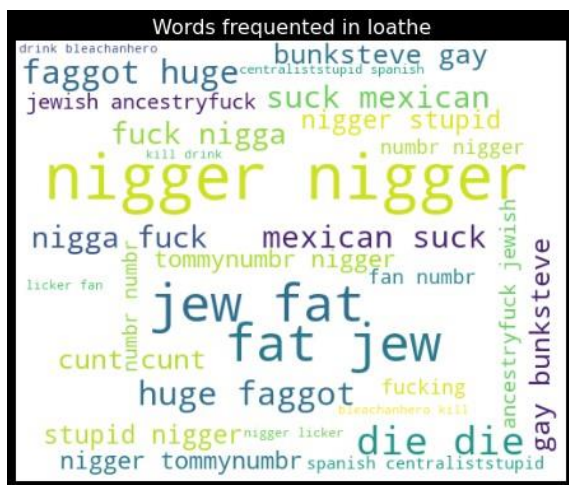 Words frequented in loathe
drink bleachanhero
bunksteve gay
faggot huge
centraliststupid spanish
jewish ancestryfuck
suck mexican
nigger stupid
fuck nigga
kill drink
numbr nigger
nigger nigger
nigga fuck
mexican suck
tommynumbr nigger
fan numbr
licker fan
numbr numbr
jew fat
fat jew
ancestryfuck jewish
gay bunksteve
cunt cunt
huge faggot
fucking
bleachanhero kill
stupid nigger
nigger licker
die die
nigger tommynumbr
spanish centraliststupid